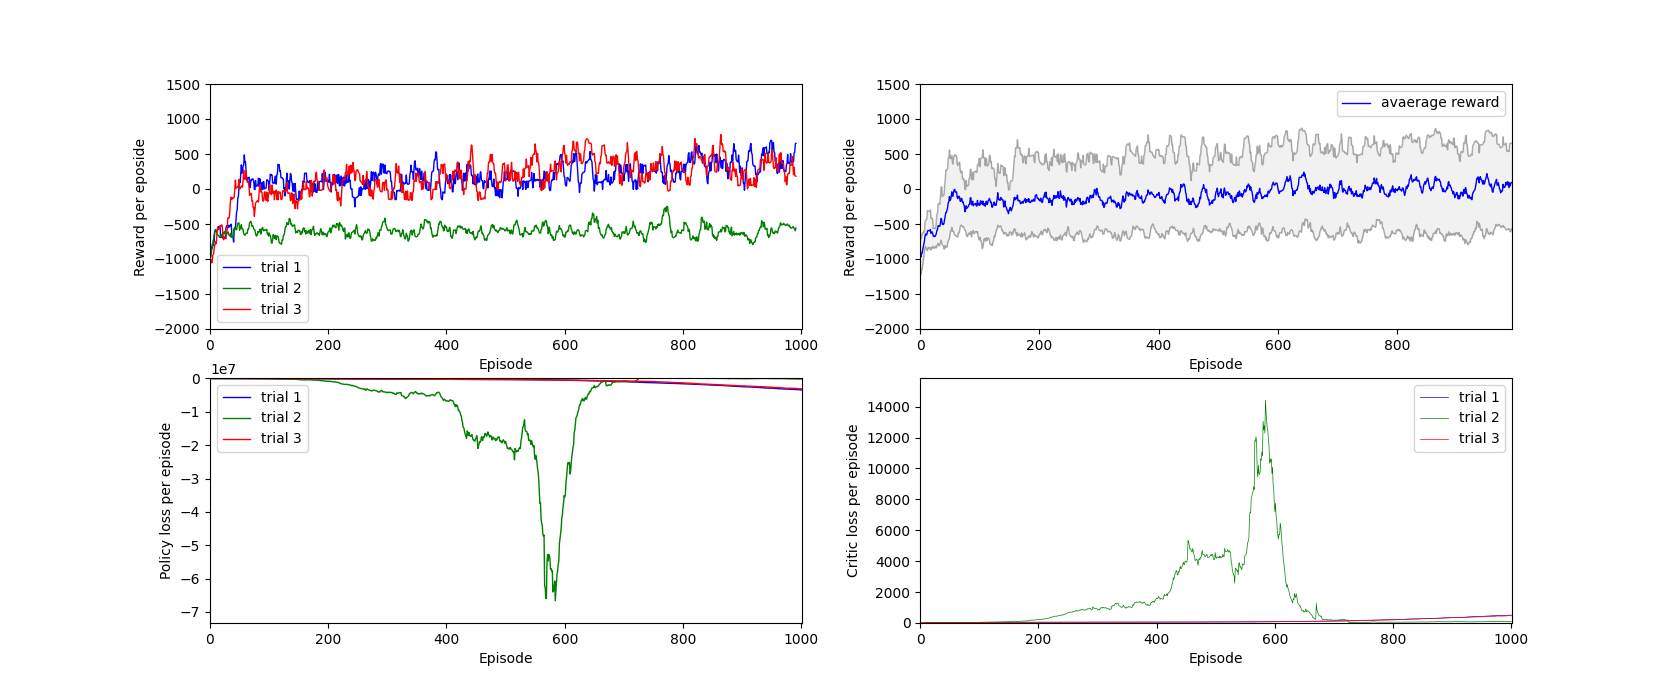 1500
1000
500
0
−500
−1000
−1500
−2000
Reward per eposide
trial 1
trial 2
trial 3
0
200
400
600
800
1000
Episode
1500
1000
500
0
−500
−1000
−1500
−2000
Reward per eposide
avaerage reward
0
200
400
600
800
Episode
1e7
0
−1
−2
−3
−4
−5
−6
−7
Policy loss per episode
trial 1
trial 2
trial 3
0
200
400
600
800
1000
Episode
14000
12000
10000
8000
6000
4000
2000
0
Critic loss per episode
trial 1
trial 2
trial 3
0
200
400
600
800
1000
Episode